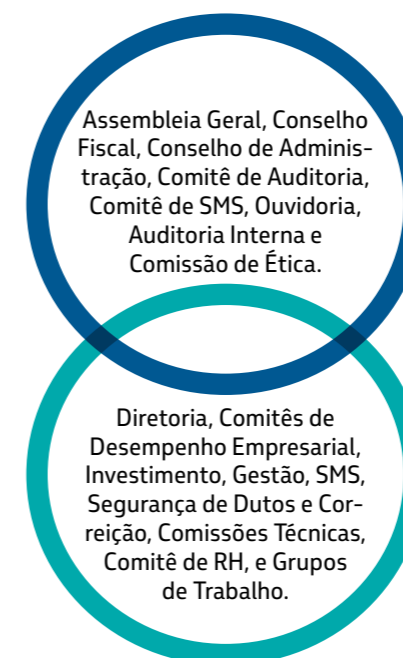 Assembleia Geral, Conselho
Fiscal, Conselho de Adminis-
tração, Comitê de Auditoria,
Comitê de SMS, Ouvidoria,
Auditoria Interna e
Comissão de Ética.
Diretoria, Comitês de
Desempenho Empresarial,
Investimento, Gestão, SMS,
Segurança de Dutos e Cor-
reição, Comissões Técnicas,
Comitê de RH, e Grupos
de Trabalho.